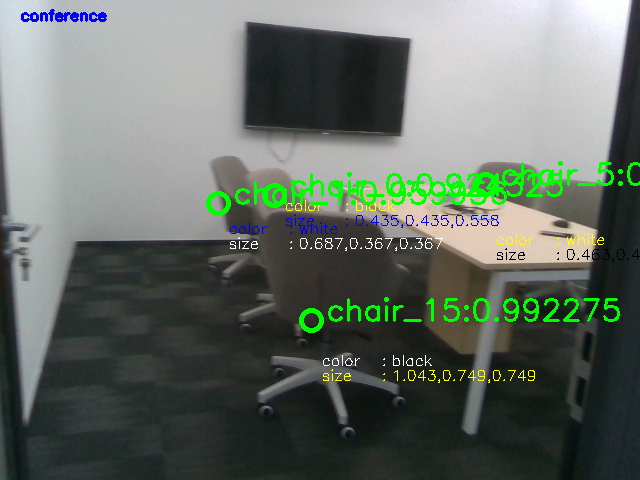 conference
chair_5:0
color : black
size : 0.435,0.435,0.558
color : white
size : 0.687,0.367,0.367
color : white
size : 0.463,0.4
chair_15:0.992275
color : black
size : 1.043,0.749,0.749